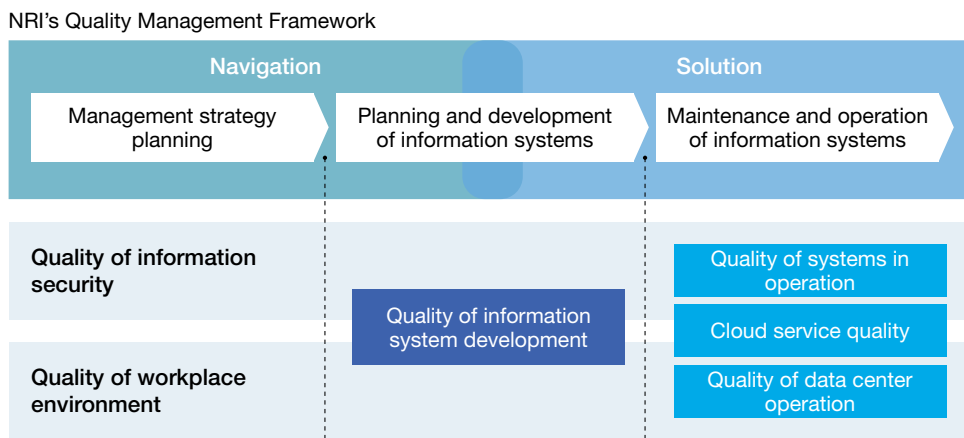 NRI’s Quality Management Framework
Navigation
Solution
Management strategy
planning
Planning and development
of information systems
Maintenance and operation
of information systems
Quality of information
security
Quality of information
system development
Quality of systems in
operation
Cloud service quality
Quality of workplace
environment
Quality of data center
operation